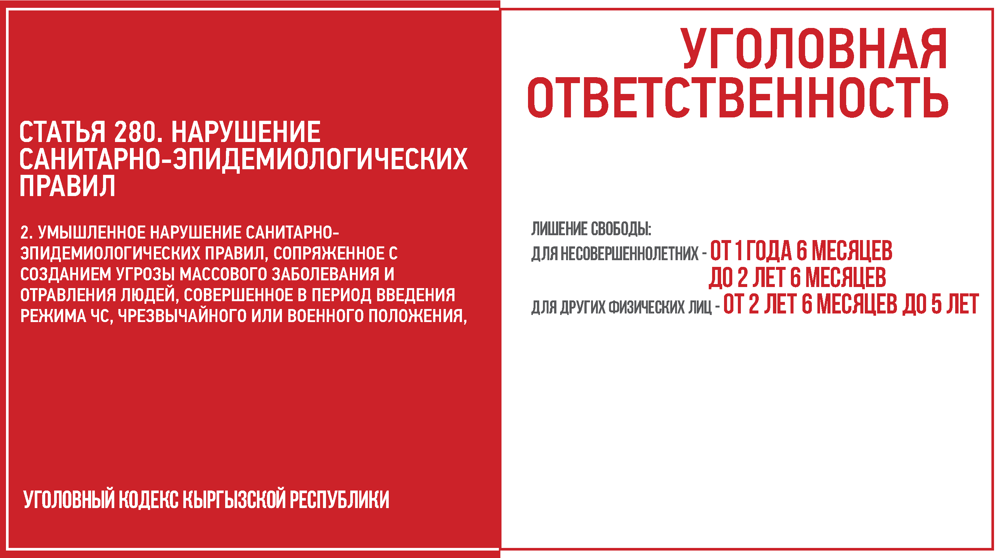 СТАТЬЯ 280. НАРУШЕНИЕ
САНИТАРНО-ЭПИДЕМИОЛОГИЧЕСКИХ
ПРАВИЛ
2. УМЫШЛЕННОЕ НАРУШЕНИЕ САНИТАРНО-
ЭПИДЕМИОЛОГИЧЕСКИХ ПРАВИЛ, СОПРЯЖЕННОЕ С
СОЗДАНИЕМ УГРОЗЫ МАССОВОГО ЗАБОЛЕВАНИЯ И
ОТРАВЛЕНИЯ ЛЮДЕЙ, СОВЕРШЕННОЕ В ПЕРИОД ВВЕДЕНИЯ
РЕЖИМА ЧС, ЧРЕЗВЫЧАЙНОГО ИЛИ ВОЕННОГО ПОЛОЖЕНИЯ,
УГОЛОВНЫЙ КОДЕКС КЫРГЫЗСКОЙ РЕСПУБЛИКИ
УГОЛОВНАЯ
ОТВЕТСТВЕННОСТЬ
ЛИШЕНИЕ СВОБОДЫ:
ДЛЯ НЕСОВЕРШЕННОЛЕТНИХ - ОТ 1 ГОДА 6 МЕСЯЦЕВ
ДО 2 ЛЕТ 6 МЕСЯЦЕВ
ДЛЯ ДРУГИХ ФИЗИЧЕСКИХ ЛИЦ - ОТ 2 ЛЕТ 6 МЕСЯЦЕВ ДО 5 ЛЕТ